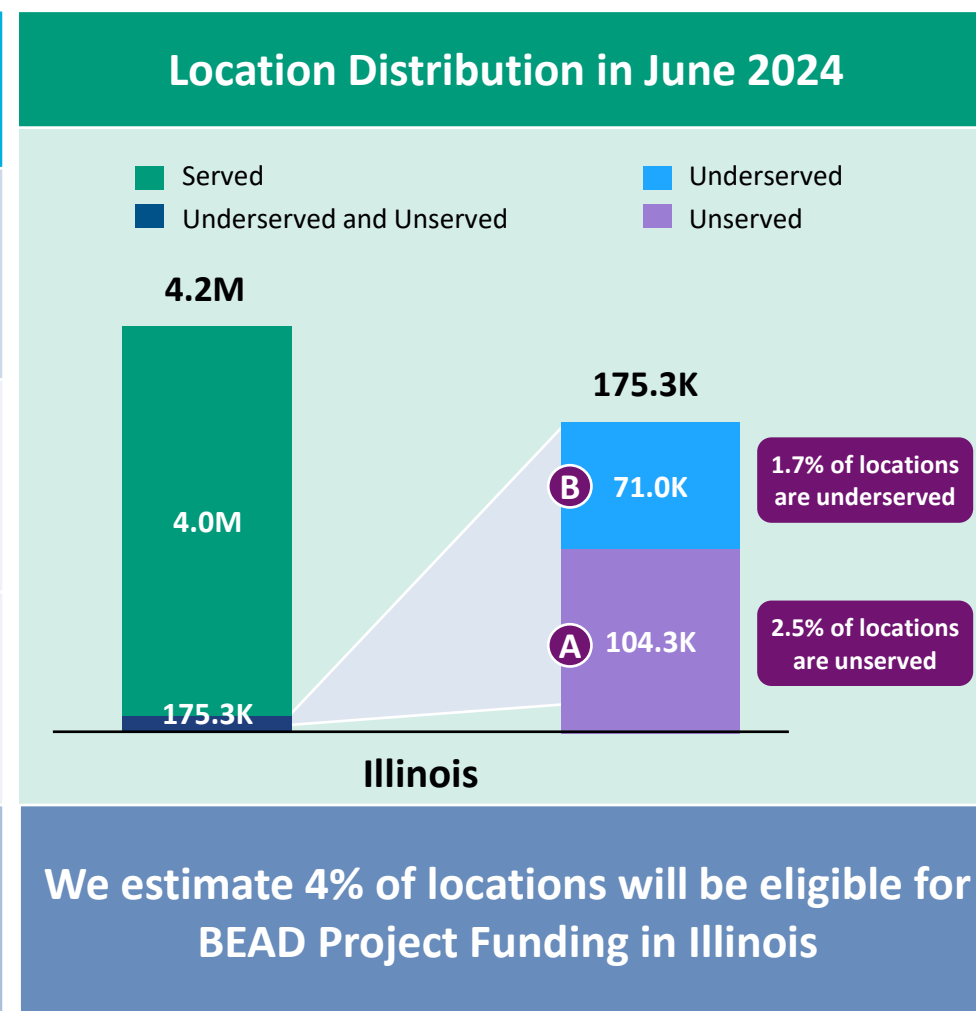 Location Distribution in June 2024
Served
Underserved
Underserved and Unserved
Unserved
4.2M
175.3K
B
71.0K
1.7% of locations
are underserved
4.0M
A
104.3K
2.5% of locations
are unserved
175.3K
Illinois
We estimate 4% of locations will be eligible for
BEAD Project Funding in Illinois